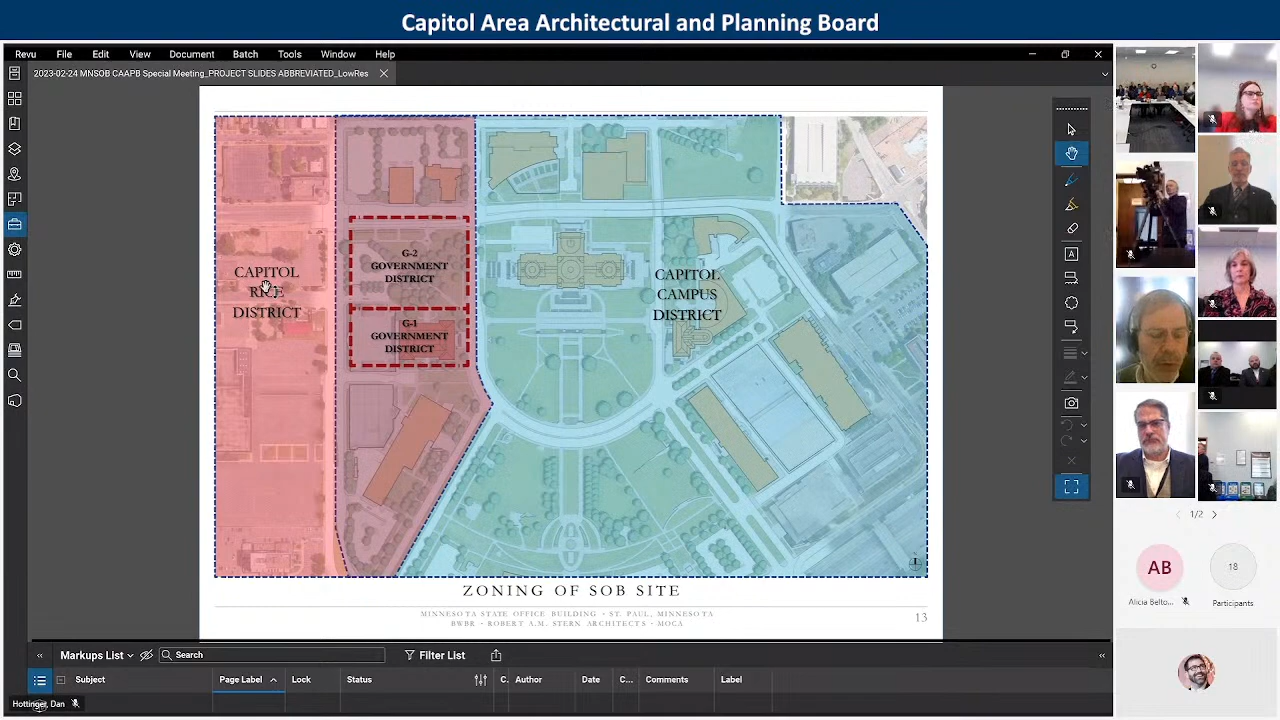 Capitol Area Architectural and Planning Board
Revu File Edit View Document Batch Tools Window Help
2023-02-24 MNSOB CAAPB Special Meeting_PROJECT SLIDES ABBREVIATED_LowRes
G-2
GOVERNMENT
DISTRICT
CAPITOL
RICE
DISTRICT
CAPITOL
CAMPUS
DISTRICT
G-1
GOVERNMENT
DISTRICT
ZONING OF SOB SITE
MINNESOTA STATE OFFICE BUILDING - ST. PAUL, MINNESOTA
BWBR - ROBERT A.M. STERN ARCHITECTS - MOCA
13
1/2
AB
18
Alicia Belto...
Participants
Markups List
Search
Filter List
Subject Page Label Lock Status C. Author Date C... Comments Label
Hottinger, Dan